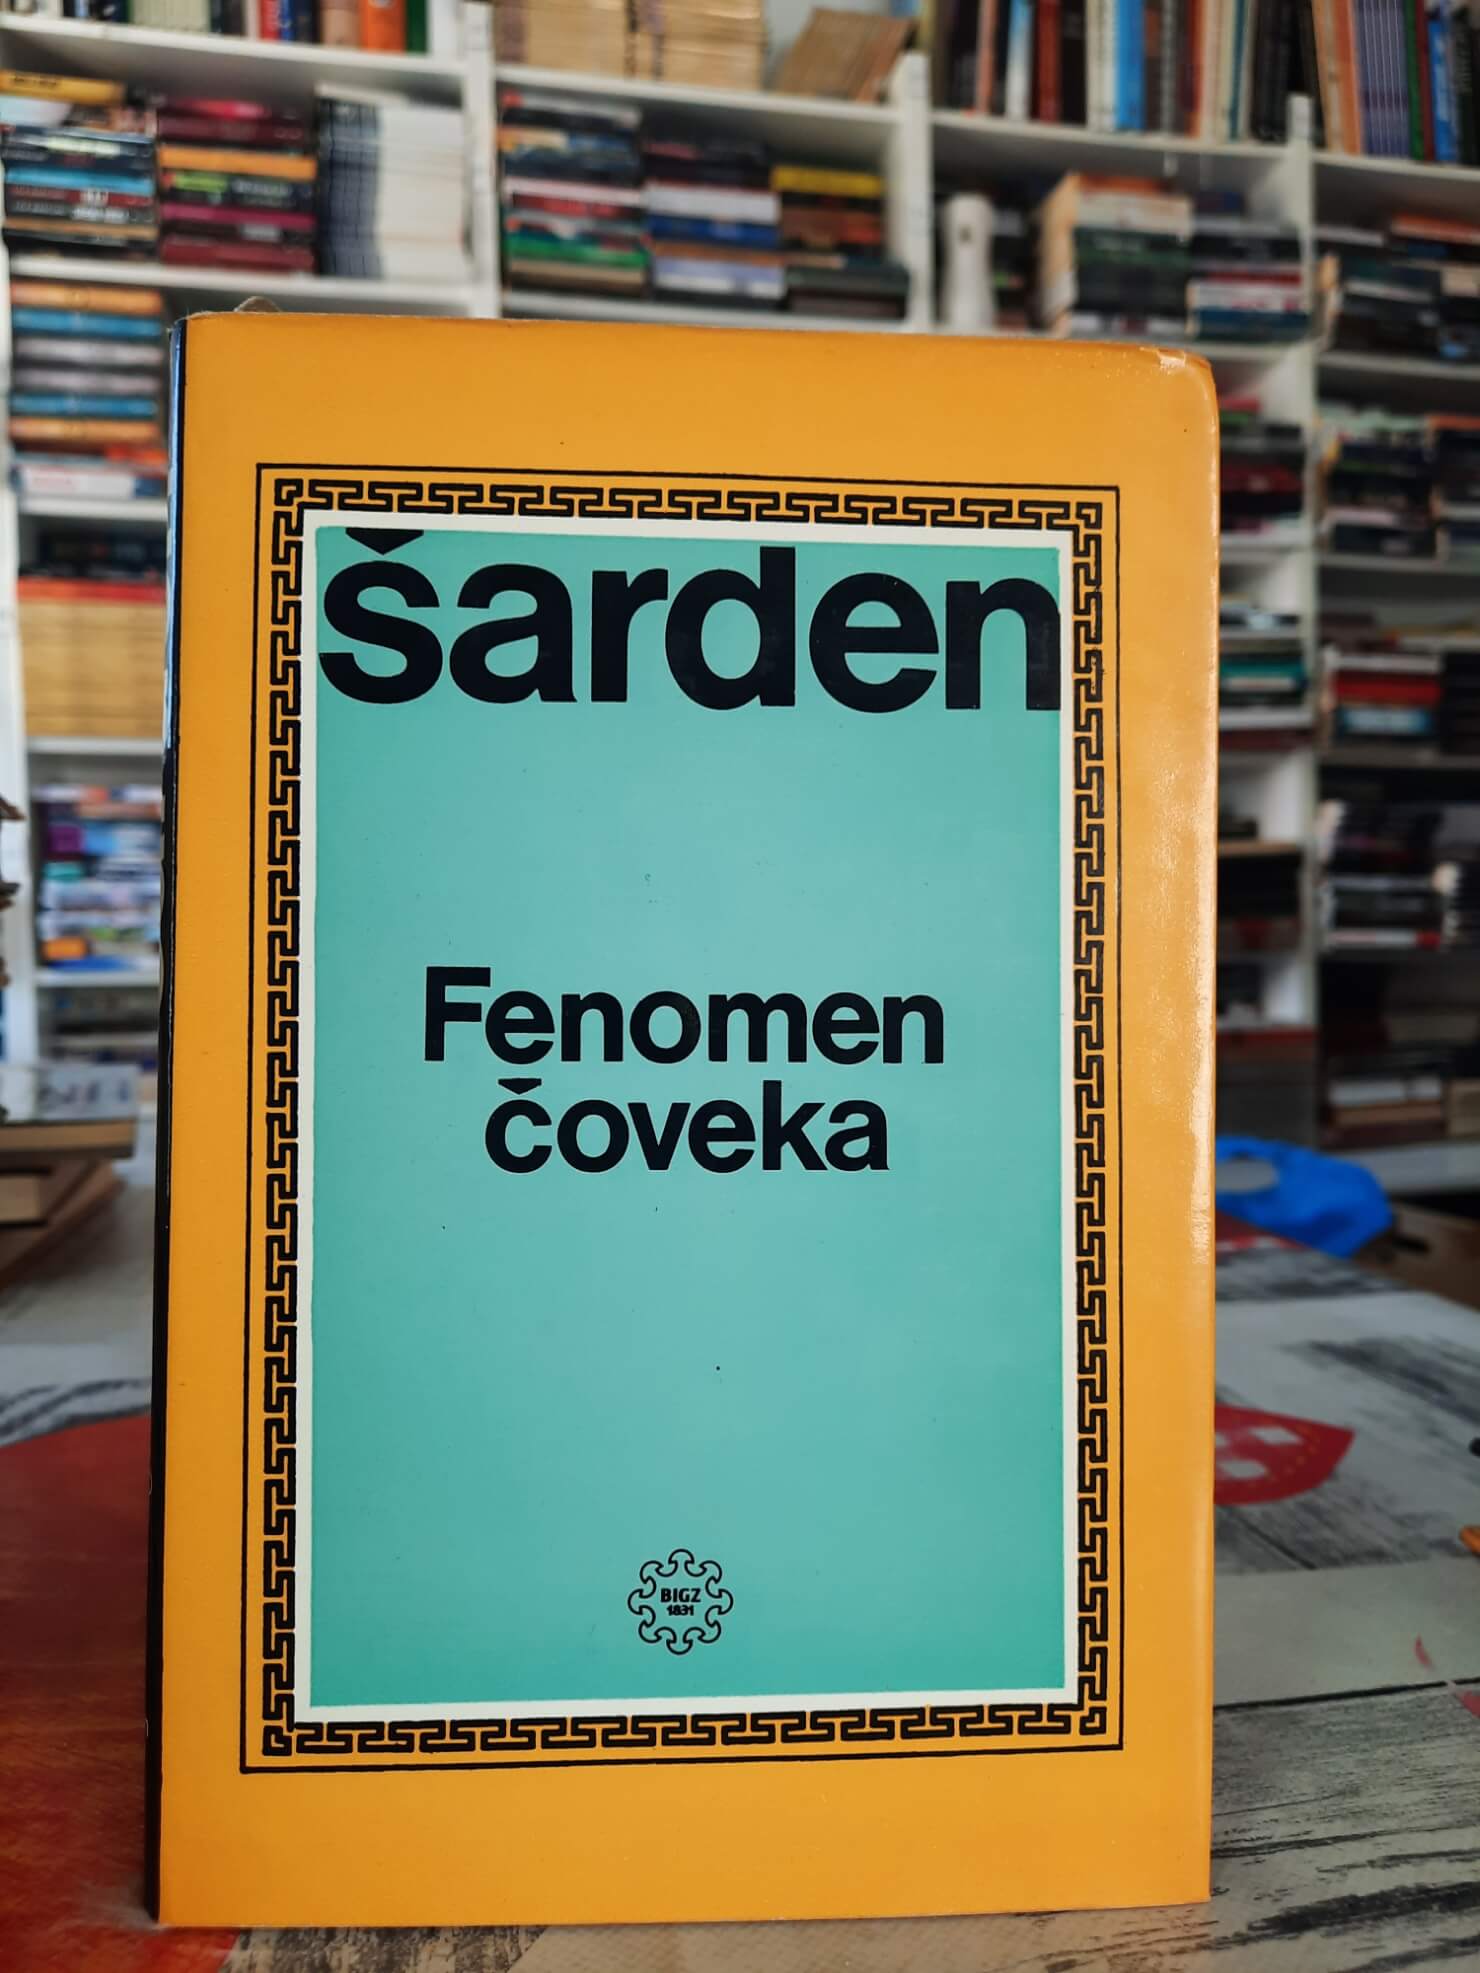 šarden
Fenomen
čoveka
BIGZ
1831